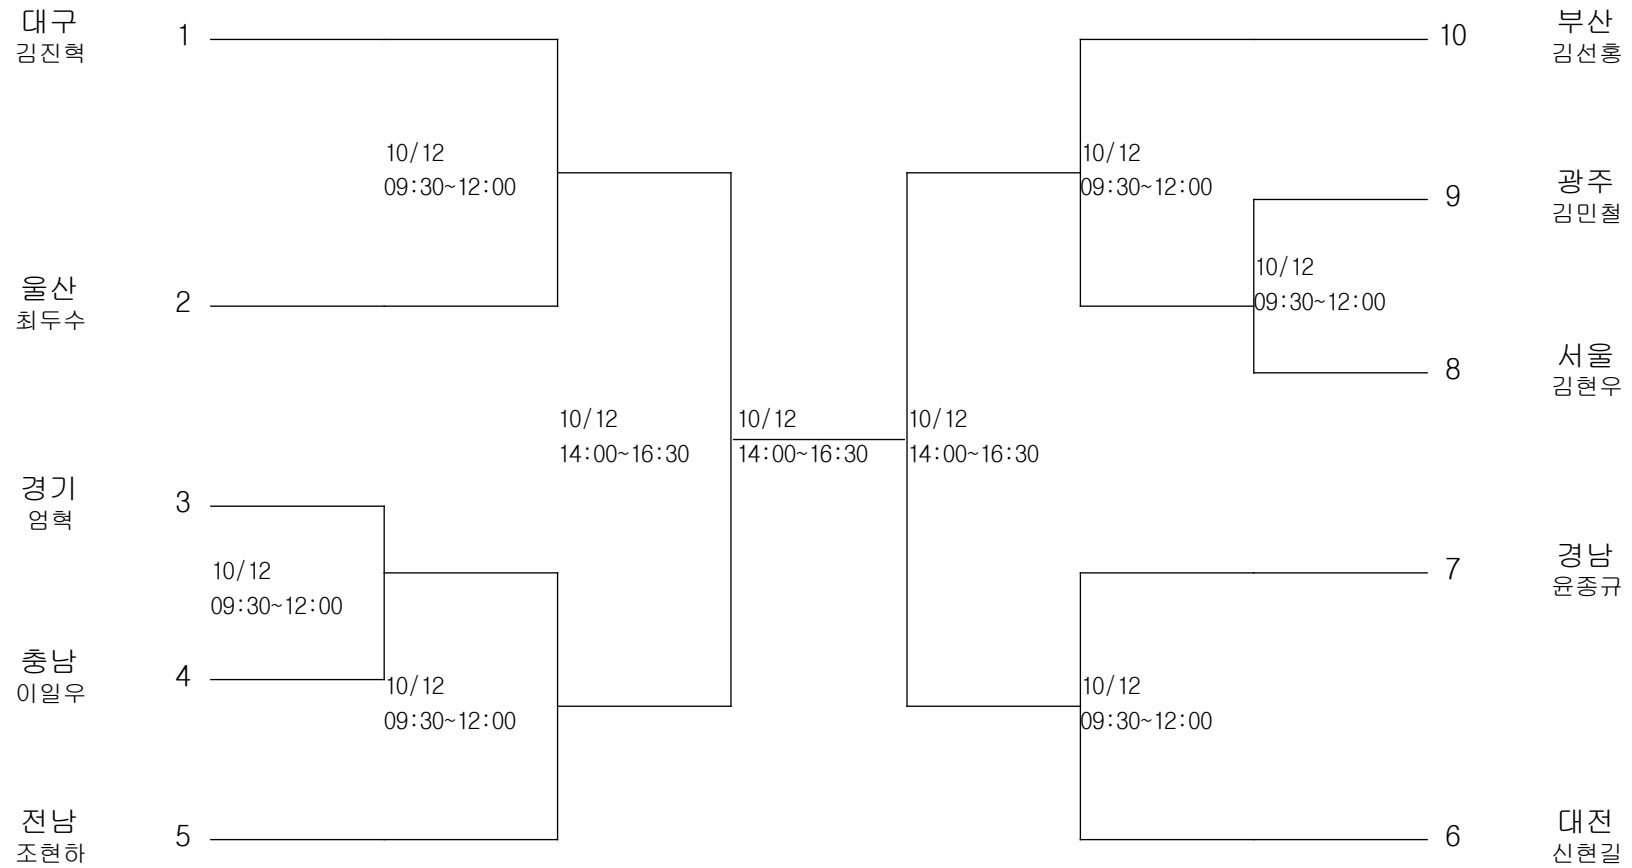 대구
김진혁
1
10/12
09:30~12:00
울산
최두수
2
경기
엄혁
3
10/12
09:30~12:00
충남
이일우
4
10/12
09:30~12:00
전남
조현하
5
10/12
14:00~16:30
10/12
14:00~16:30
10/12
14:00~16:30
부산
김선홍
10
10/12
09:30~12:00
광주
김민철
9
10/12
09:30~12:00
서울
김현우
8
경남
윤종규
7
10/12
09:30~12:00
대전
신현길
6